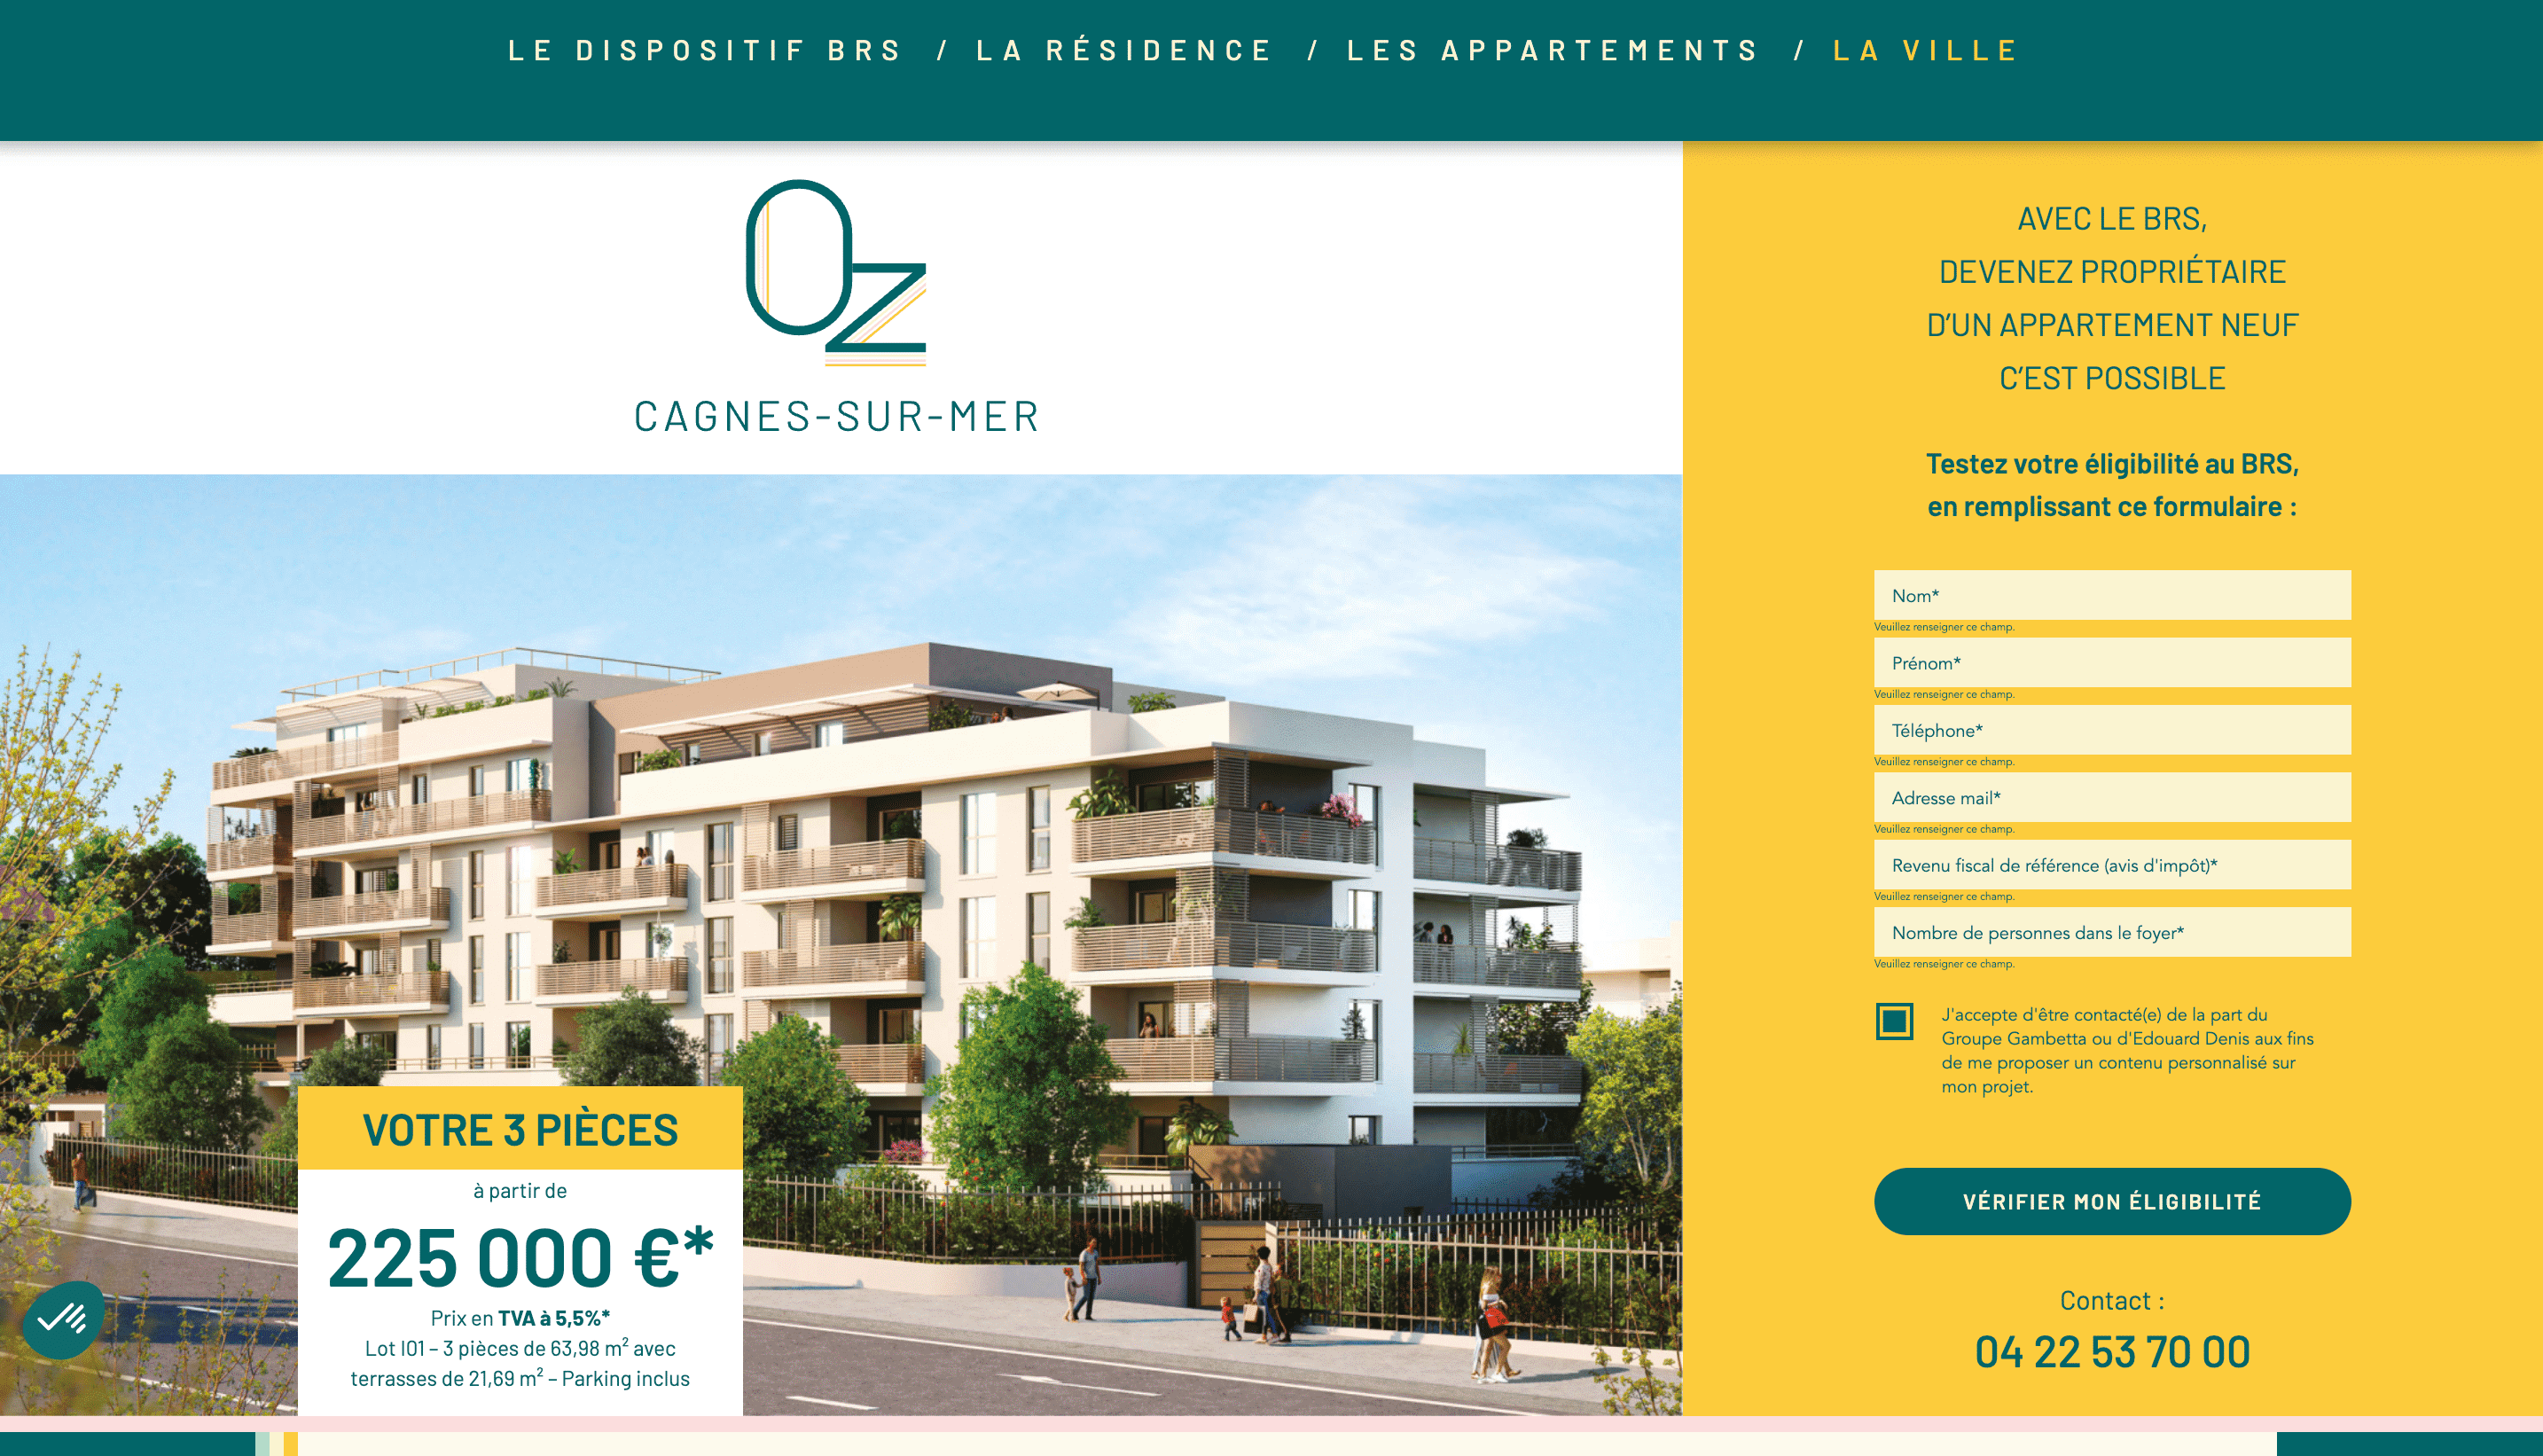 LE DISPOSITIF BRS / LA RÉSIDENCE / LES APPARTEMENTS / LA VILLE
OZ
CAGNES-SUR-MER
VOTRE 3 PIÈCES
à partir de
225 000 €*
Prix en TVA à 5,5%*
Lot I01 – 3 pièces de 63,98 m² avec
terrasses de 21,69 m² – Parking inclus
AVEC LE BRS,
DEVENEZ PROPRIÉTAIRE
D’UN APPARTEMENT NEUF
C’EST POSSIBLE
Testez votre éligibilité au BRS,
en remplissant ce formulaire :
Nom*
Veuillez renseigner ce champ.
Prénom*
Veuillez renseigner ce champ.
Téléphone*
Veuillez renseigner ce champ.
Adresse mail*
Veuillez renseigner ce champ.
Revenu fiscal de référence (avis d'impôt)*
Veuillez renseigner ce champ.
Nombre de personnes dans le foyer*
Veuillez renseigner ce champ.
J'accepte d'être contacté(e) de la part du
Groupe Gambetta ou d'Edouard Denis aux fins
de me proposer un contenu personnalisé sur
mon projet.
VÉRIFIER MON ÉLIGIBILITÉ
Contact :
04 22 53 70 00